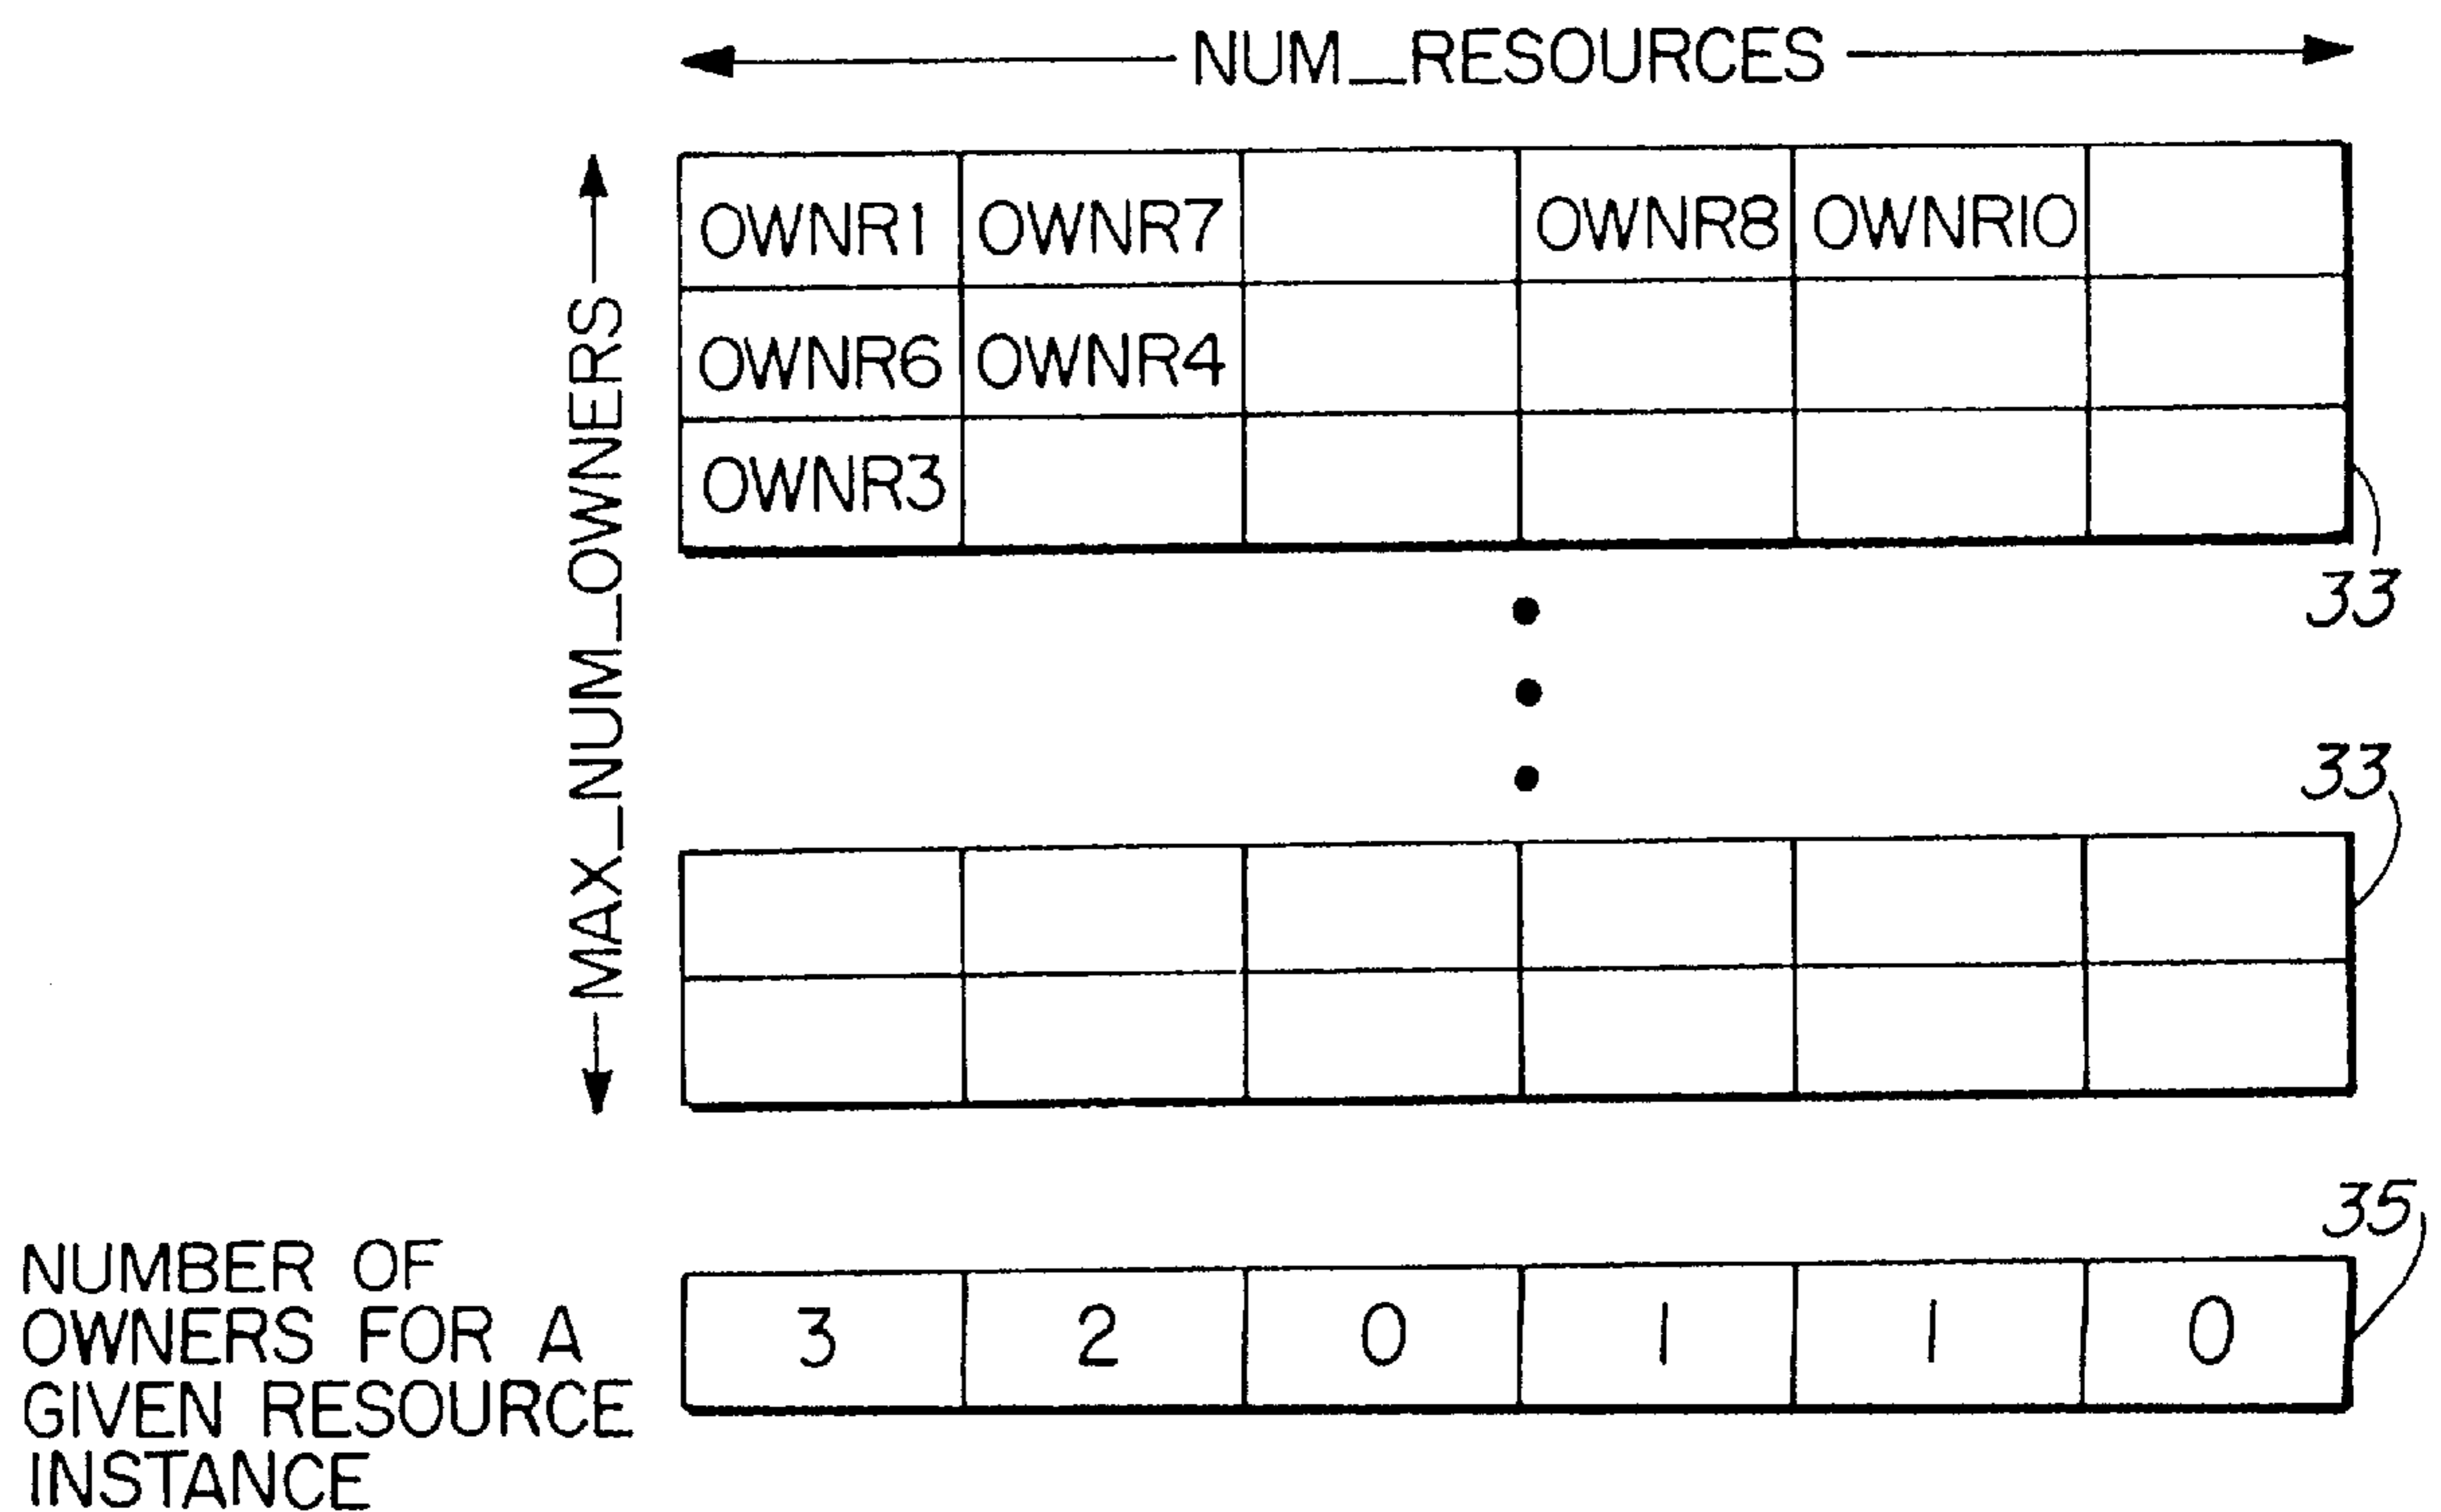 NUM_RESOURCES
MAX_NUM_OWNERS
OWNR1 OWNR7 OWNR8 OWNR10
OWNR6 OWNR4
OWNR3
33
33
35
NUMBER OF
OWNERS FOR A
GIVEN RESOURCE
INSTANCE
3 2 0 1 1 0